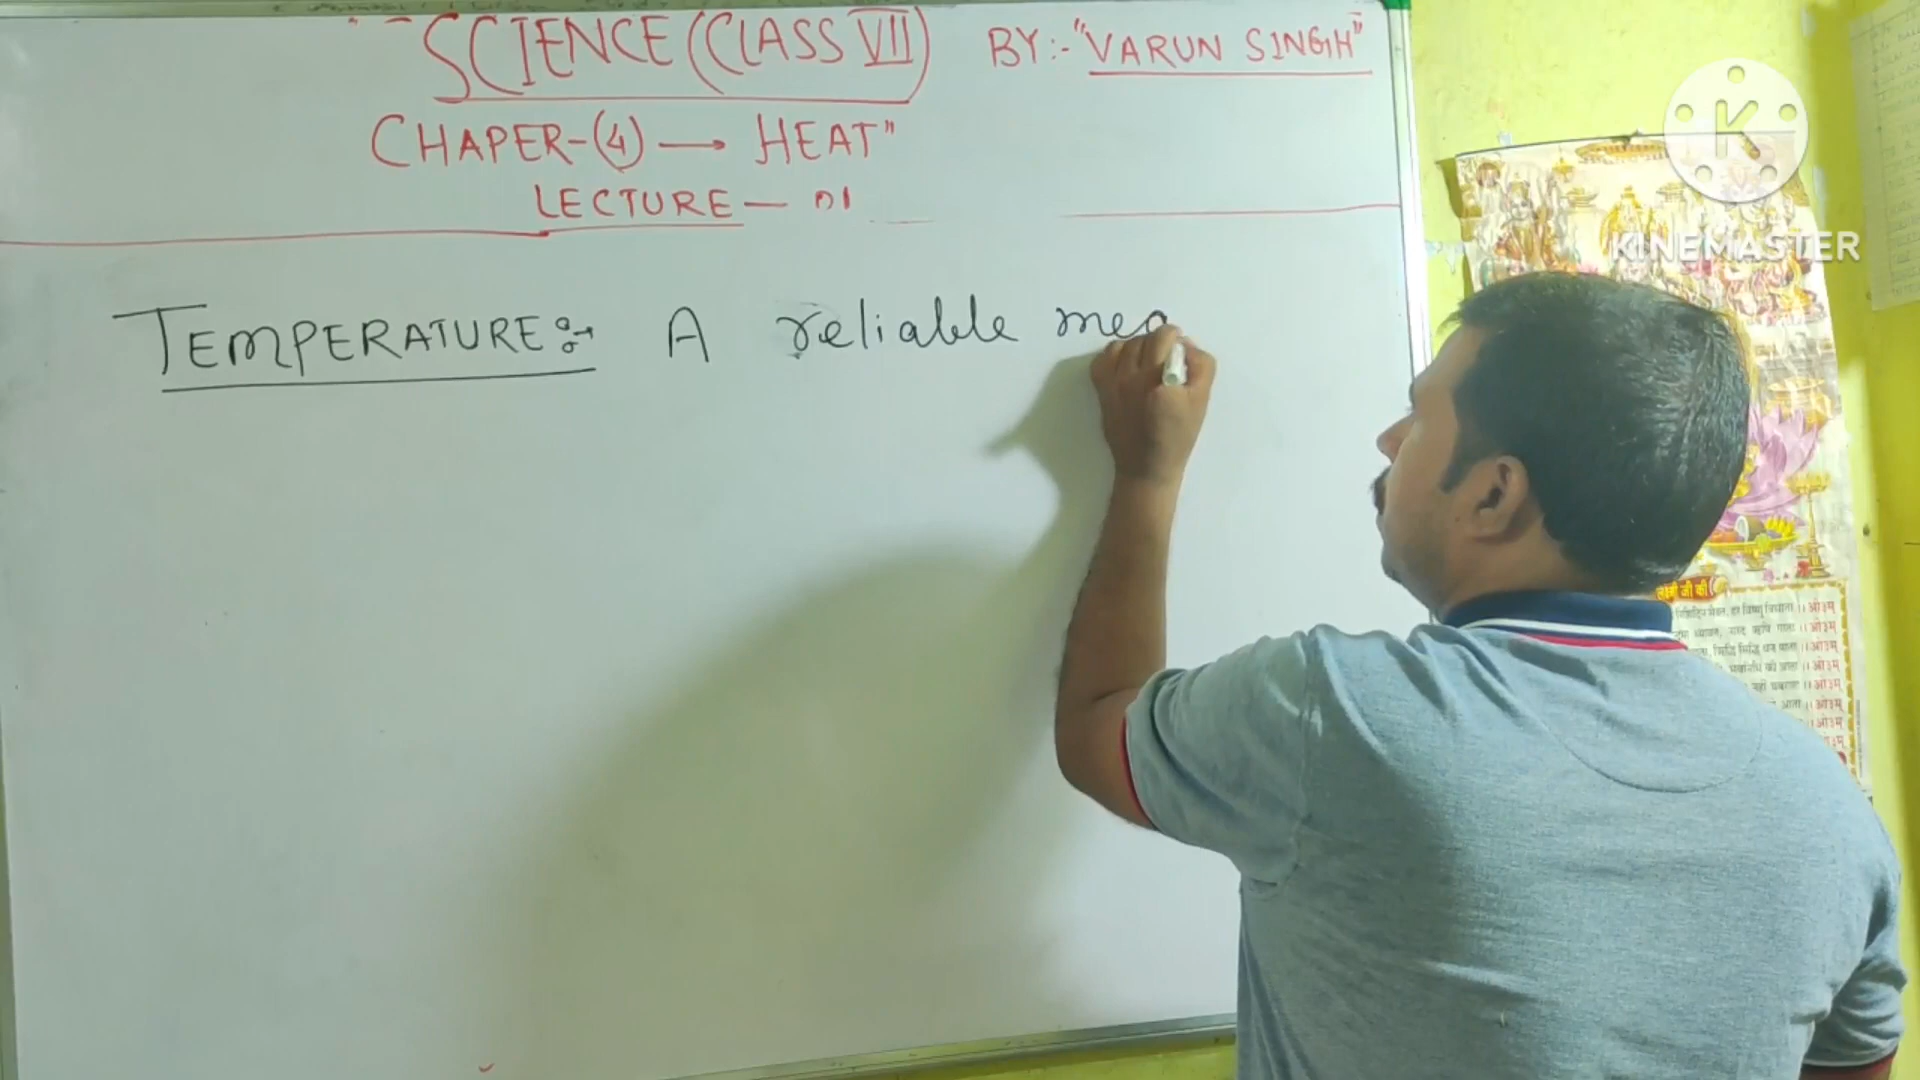 SCIENCE (CLASS VII) BY:- "VARUN SINGH"
CHAPER-(4) → HEAT"
LECTURE - 01
TEMPERATURE:→ A reliable mea
KINEMASTER